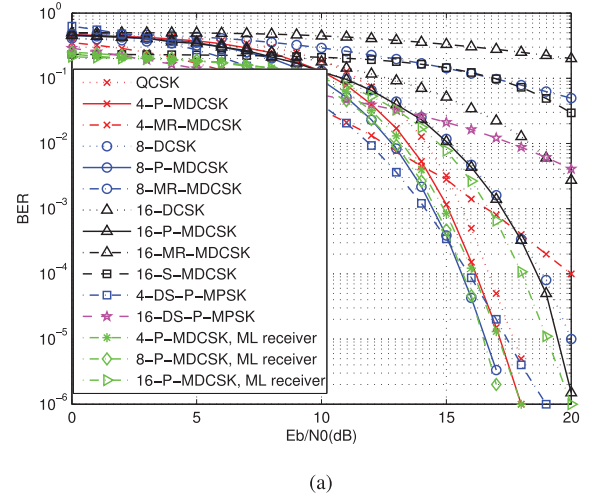 10^0
10^-1
10^-2
10^-3
10^-4
10^-5
10^-6
BER
QCSK
4-P-MDCSK
4-MR-MDCSK
8-DCSK
8-P-MDCSK
8-MR-MDCSK
16-DCSK
16-P-MDCSK
16-MR-MDCSK
16-S-MDCSK
4-DS-P-MPSK
16-DS-P-MPSK
4-P-MDCSK, ML receiver
8-P-MDCSK, ML receiver
16-P-MDCSK, ML receiver
0 5 10 15 20
Eb/N0(dB)
(a)